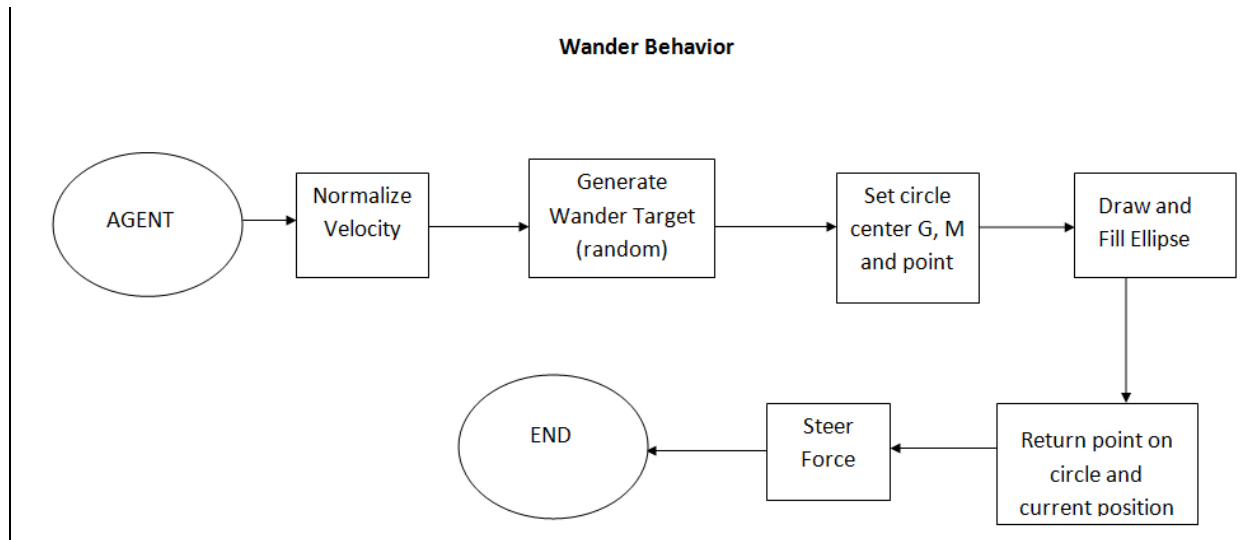 Wander Behavior
AGENT
Normalize
Velocity
Generate
Wander Target
(random)
Set circle
center G, M
and point
Draw and
Fill Ellipse
Return point on
circle and
current position
Steer
Force
END